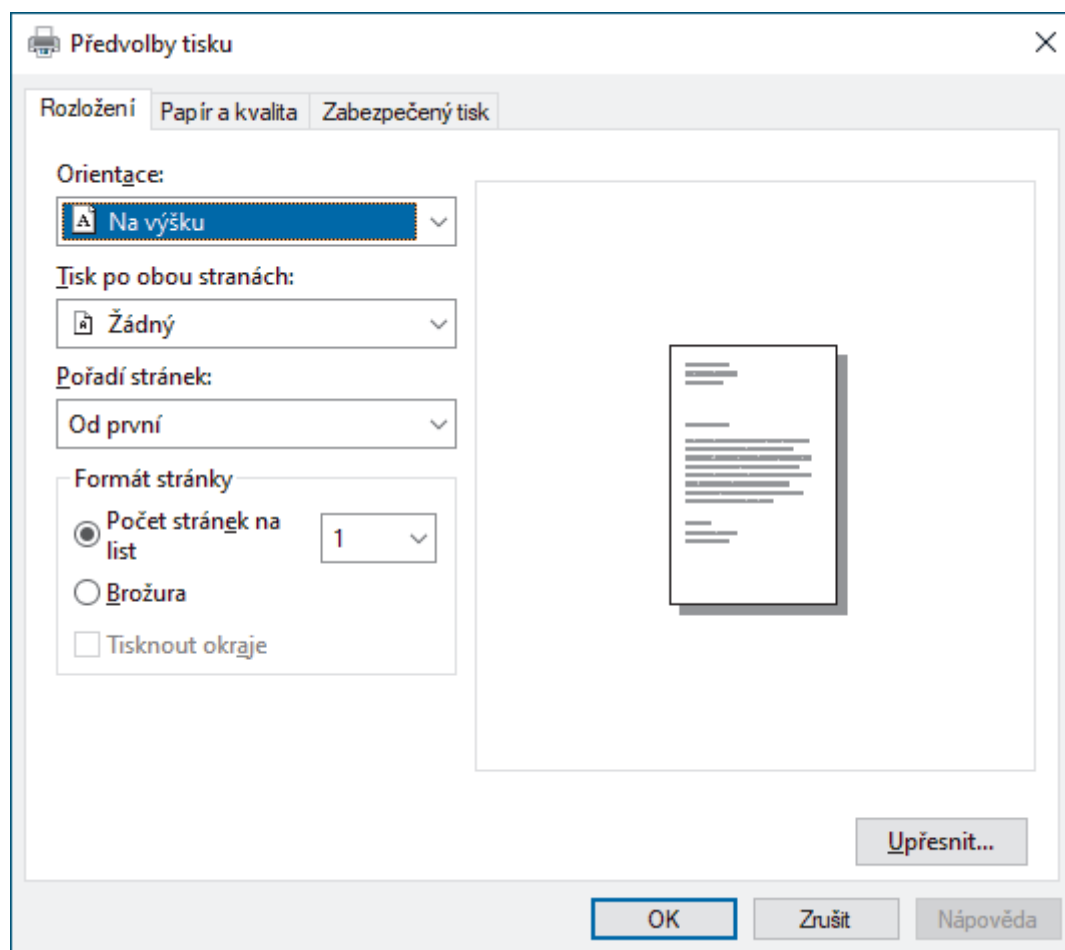 Předvolby tisku
Rozložení
Papír a kvalita
Zabezpečený tisk
Orientace:
A Na výšku
Tisk po obou stranách:
Žádný
Pořadí stránek:
Od první
Formát stránky
Počet stránek na
list
1
Brožura
Tisknout okraje
Upřesnit...
OK
Zrušit
Nápověda